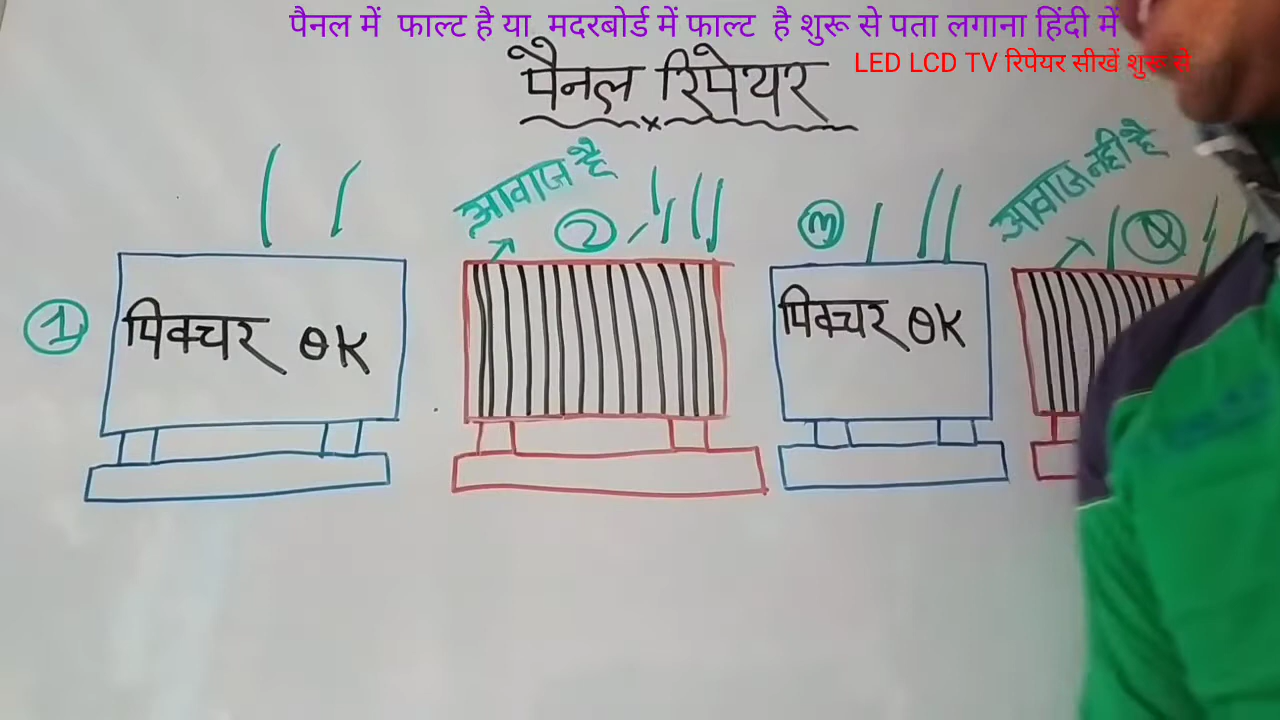 पैनल में फाल्ट है या मदरबोर्ड में फाल्ट है शुरू से पता लगाना हिंदी में
LED LCD TV रिपेयर सीखें शुरू से
पैनल रिपेयर
आवाज है
आवाज नही है
1
2
3
4
पिक्चर OK
पिक्चर OK